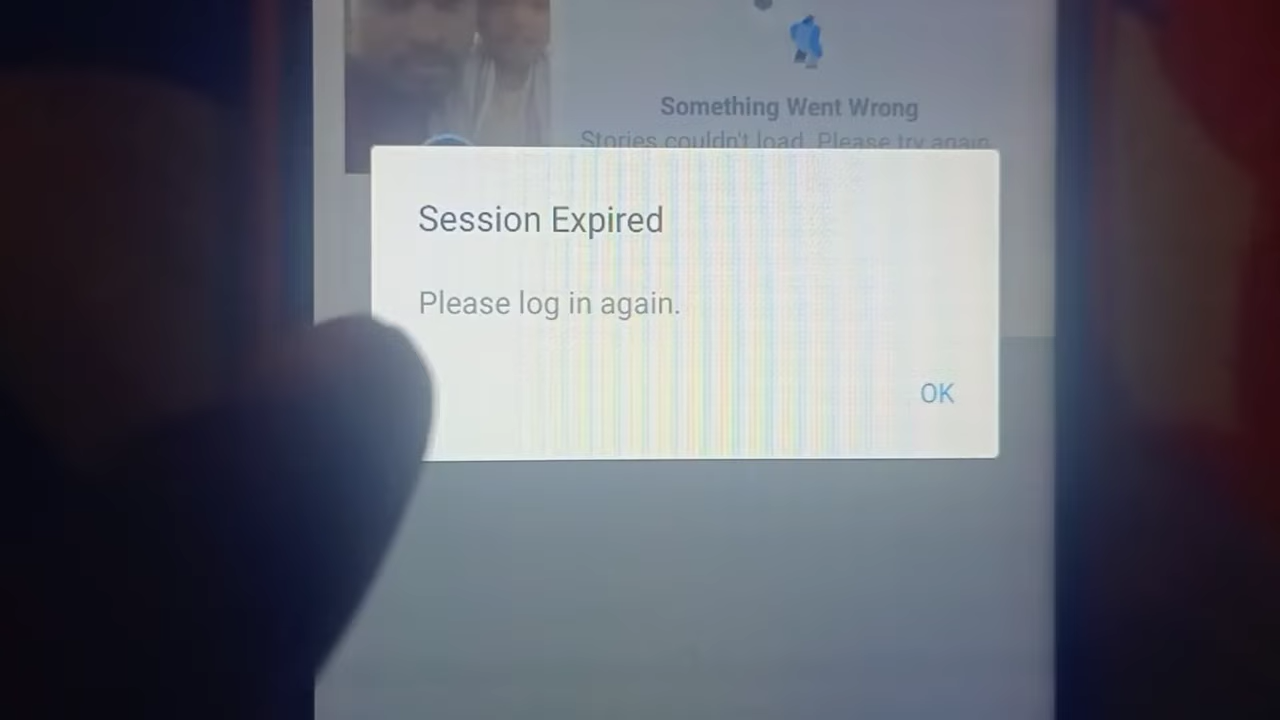 Something Went Wrong
Stories couldn't load. Please try again.
Session Expired
Please log in again.
OK